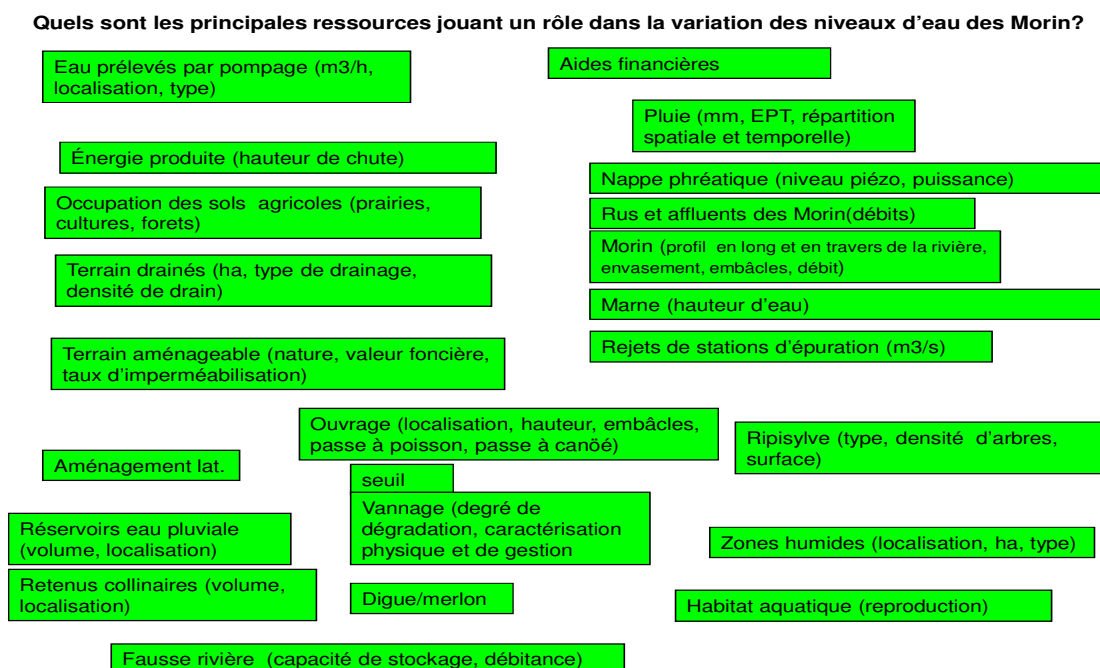 Quels sont les principales ressources jouant un rôle dans la variation des niveaux d'eau des Morin?
Eau prélevés par pompage (m3/h,
localisation, type)
Aides financières
Pluie (mm, EPT, répartition
spatiale et temporelle)
Énergie produite (hauteur de chute)
Nappe phréatique (niveau piézo, puissance)
Occupation des sols agricoles (prairies,
cultures, forets)
Rus et affluents des Morin(débits)
Morin (profil en long et en travers de la rivière,
envasement, embâcles, débit)
Terrain drainés (ha, type de drainage,
densité de drain)
Marne (hauteur d'eau)
Terrain aménageable (nature, valeur foncière,
taux d'imperméabilisation)
Rejets de stations d'épuration (m3/s)
Ouvrage (localisation, hauteur, embâcles,
passe à poisson, passe à canöé)
Ripisylve (type, densité d'arbres,
surface)
Aménagement lat.
seuil
Vannage (degré de
dégradation, caractérisation
physique et de gestion
Réservoirs eau pluviale
(volume, localisation)
Zones humides (localisation, ha, type)
Retenus collinaires (volume,
localisation)
Digue/merlon
Habitat aquatique (reproduction)
Fausse rivière (capacité de stockage, débitance)